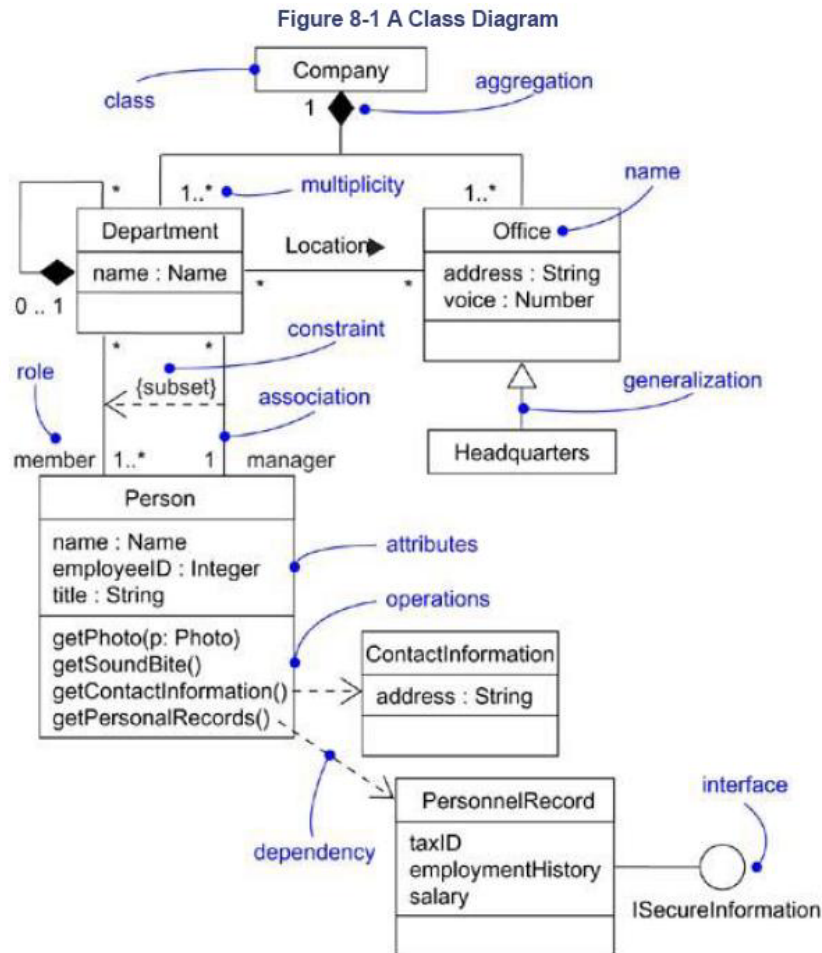 Figure 8-1 A Class Diagram
Company
class
1
aggregation
*
1..*
multiplicity
1..*
name
Department
Location
Office
name : Name
address : String
voice : Number
*
*
0 .. 1
constraint
*
*
role
{subset}
association
generalization
member
1..*
1
manager
Headquarters
Person
name : Name
employeeID : Integer
title : String
attributes
operations
getPhoto(p: Photo)
getSoundBite()
getContactInformation()
getPersonalRecords()
ContactInformation
address : String
dependency
PersonnelRecord
interface
taxID
employmentHistory
salary
ISecureInformation